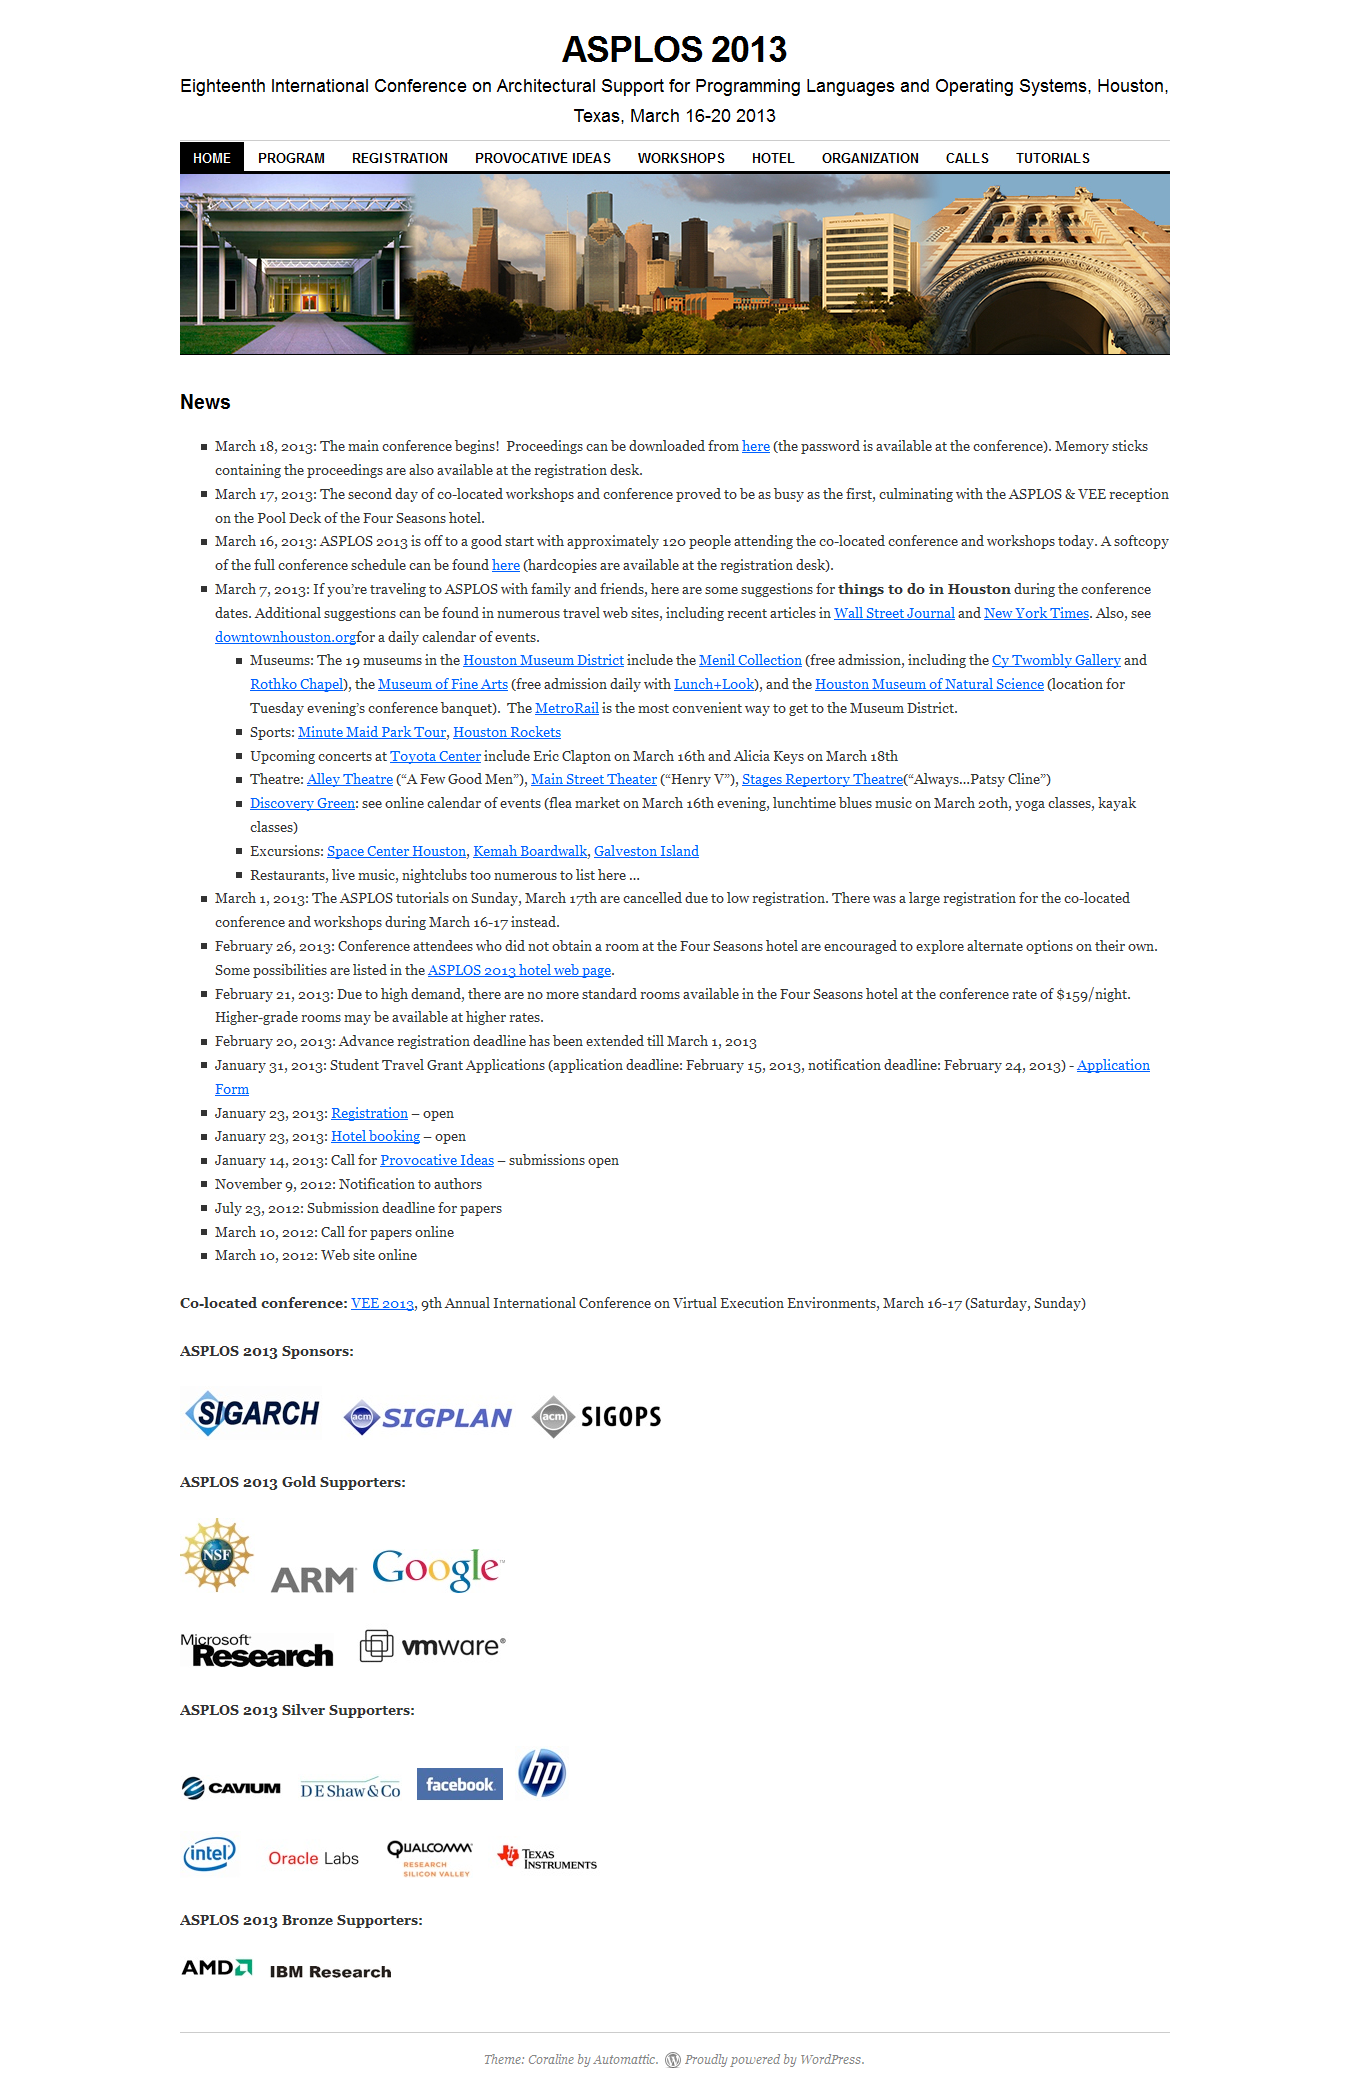 ASPLOS 2013
Eighteenth International Conference on Architectural Support for Programming Languages and Operating Systems, Houston,
Texas, March 16-20 2013
HOME PROGRAM REGISTRATION PROVOCATIVE IDEAS WORKSHOPS HOTEL ORGANIZATION CALLS TUTORIALS
News
March 18, 2013: The main conference begins!  Proceedings can be downloaded from here (the password is available at the conference). Memory sticks
containing the proceedings are also available at the registration desk.
March 17, 2013: The second day of co-located workshops and conference proved to be as busy as the first, culminating with the ASPLOS & VEE reception
on the Pool Deck of the Four Seasons hotel.
March 16, 2013: ASPLOS 2013 is off to a good start with approximately 120 people attending the co-located conference and workshops today. A softcopy
of the full conference schedule can be found here (hardcopies are available at the registration desk).
March 7, 2013: If you’re traveling to ASPLOS with family and friends, here are some suggestions for things to do in Houston during the conference
dates. Additional suggestions can be found in numerous travel web sites, including recent articles in Wall Street Journal and New York Times. Also, see
downtownhouston.orgfor a daily calendar of events.
Museums: The 19 museums in the Houston Museum District include the Menil Collection (free admission, including the Cy Twombly Gallery and
Rothko Chapel), the Museum of Fine Arts (free admission daily with Lunch+Look), and the Houston Museum of Natural Science (location for
Tuesday evening’s conference banquet).  The MetroRail is the most convenient way to get to the Museum District.
Sports: Minute Maid Park Tour, Houston Rockets
Upcoming concerts at Toyota Center include Eric Clapton on March 16th and Alicia Keys on March 18th
Theatre: Alley Theatre (“A Few Good Men”), Main Street Theater (“Henry V”), Stages Repertory Theatre(“Always…Patsy Cline”)
Discovery Green: see online calendar of events (flea market on March 16th evening, lunchtime blues music on March 20th, yoga classes, kayak
classes)
Excursions: Space Center Houston, Kemah Boardwalk, Galveston Island
Restaurants, live music, nightclubs too numerous to list here …
March 1, 2013: The ASPLOS tutorials on Sunday, March 17th are cancelled due to low registration. There was a large registration for the co-located
conference and workshops during March 16-17 instead.
February 26, 2013: Conference attendees who did not obtain a room at the Four Seasons hotel are encouraged to explore alternate options on their own.
Some possibilities are listed in the ASPLOS 2013 hotel web page.
February 21, 2013: Due to high demand, there are no more standard rooms available in the Four Seasons hotel at the conference rate of $159/night.
Higher-grade rooms may be available at higher rates.
February 20, 2013: Advance registration deadline has been extended till March 1, 2013
January 31, 2013: Student Travel Grant Applications (application deadline: February 15, 2013, notification deadline: February 24, 2013) - Application
Form
January 23, 2013: Registration – open
January 23, 2013: Hotel booking – open
January 14, 2013: Call for Provocative Ideas – submissions open
November 9, 2012: Notification to authors
July 23, 2012: Submission deadline for papers
March 10, 2012: Call for papers online
March 10, 2012: Web site online
Co-located conference: VEE 2013, 9th Annual International Conference on Virtual Execution Environments, March 16-17 (Saturday, Sunday)
ASPLOS 2013 Sponsors:
SIGARCH acm SIGPLAN acm SIGOPS
ASPLOS 2013 Gold Supporters:
NSF ARM Google
Microsoft Research vmware
ASPLOS 2013 Silver Supporters:
CAVIUM DE Shaw & Co facebook hp
intel Oracle Labs QUALCOMM RESEARCH SILICON VALLEY TEXAS INSTRUMENTS
ASPLOS 2013 Bronze Supporters:
AMD IBM Research
Theme: Coraline by Automattic. Proudly powered by WordPress.